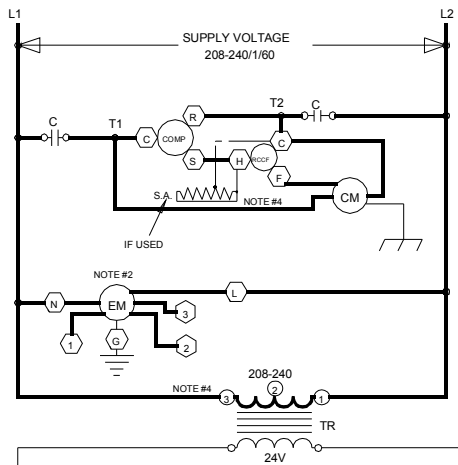 L1
L2
SUPPLY VOLTAGE
208-240/1/60
C
T1
C
COMP
R
S
T2
C
C
H
RCCF
F
S.A.
NOTE #4
CM
IF USED
NOTE #2
N
EM
L
3
1
G
2
208-240
NOTE #4
3
2
1
TR
24V